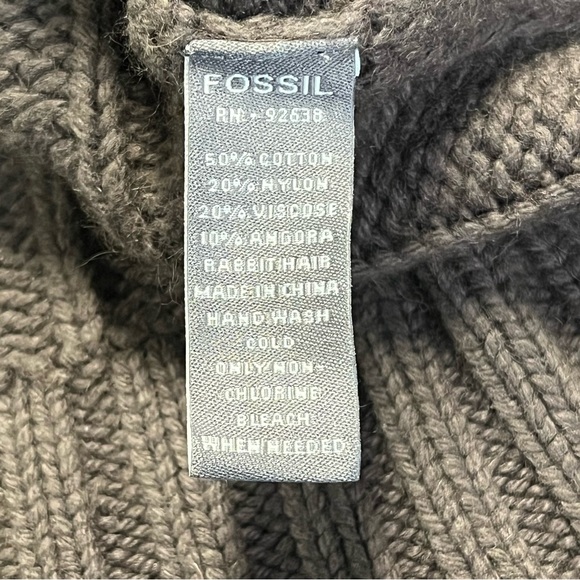 FOSSIL
RN - 92638
50% COTTON
20% NYLON
20% VISCOSE
10% ANGORA
RABBIT HAIR
MADE IN CHINA
HAND WASH
COLD
ONLY NON-
CHLORINE
BLEACH
WHEN NEEDED